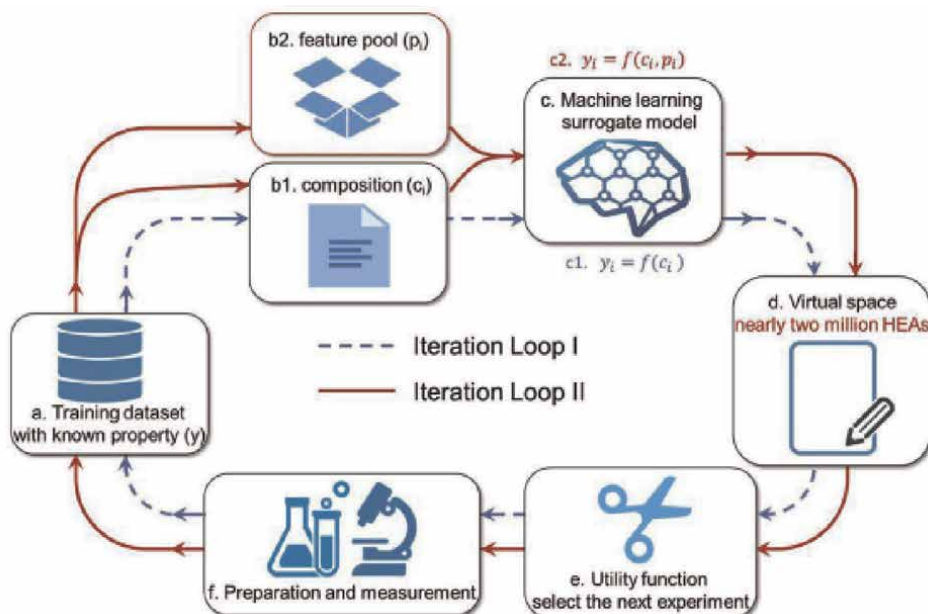 b2. feature pool (pᵢ)
c2. yᵢ = f(cᵢ, pᵢ)
c. Machine learning
surrogate model
b1. composition (cᵢ)
c1. yᵢ = f(cᵢ)
d. Virtual space
nearly two million HEAs
Iteration Loop I
Iteration Loop II
a. Training dataset
with known property (y)
f. Preparation and measurement
e. Utility function
select the next experiment